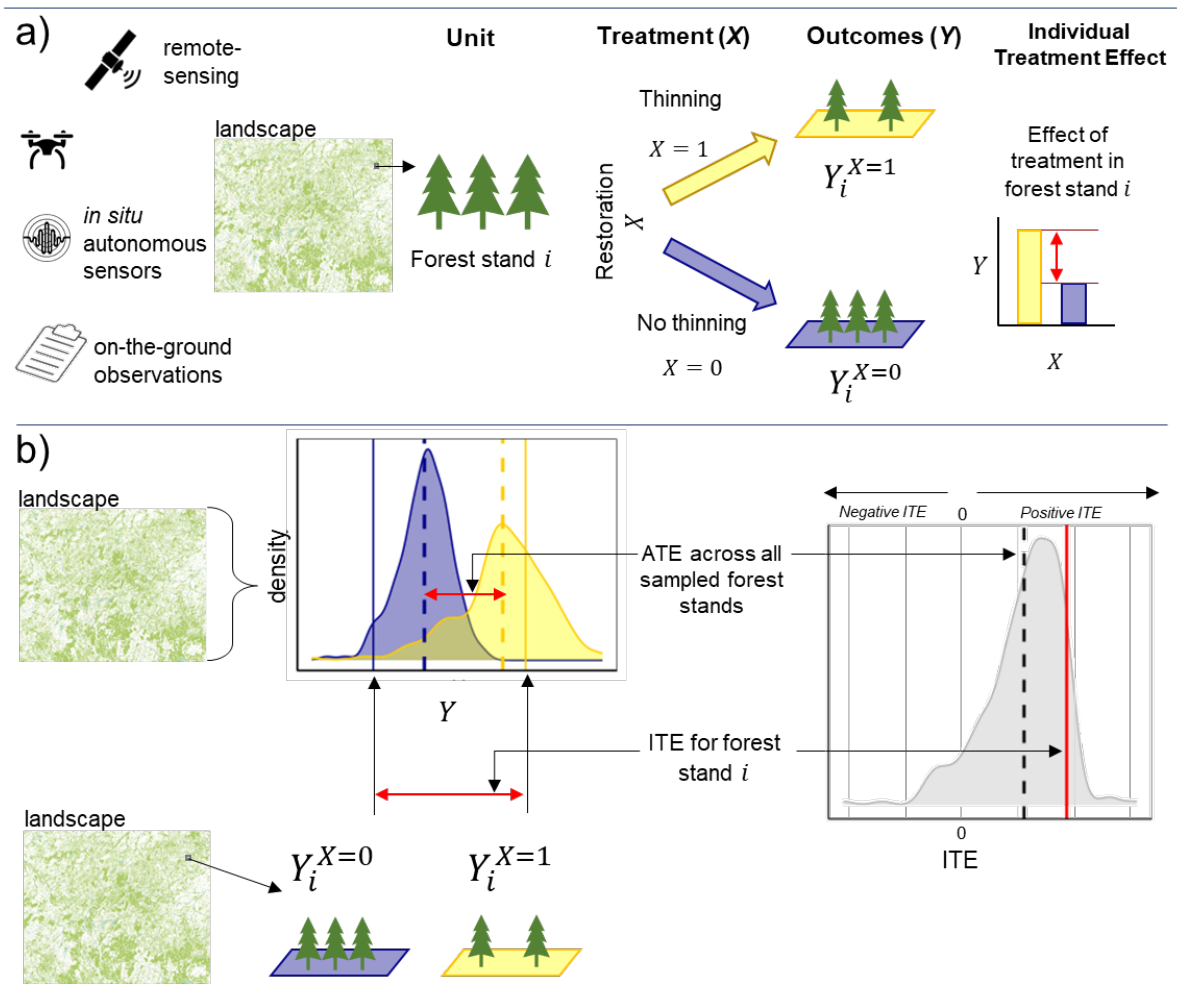 a)
remote-
sensing
in situ
autonomous
sensors
on-the-ground
observations
landscape
Unit
Forest stand i
Treatment (X)
Thinning
X = 1
Restoration
X
No thinning
X = 0
Outcomes (Y)
Y_i^{X=1}
Y_i^{X=0}
Individual
Treatment Effect
Effect of
treatment in
forest stand i
Y
X
b)
landscape
density
Y
ATE across all
sampled forest
stands
ITE for forest
stand i
Negative ITE
0
Positive ITE
0
ITE
landscape
Y_i^{X=0}
Y_i^{X=1}